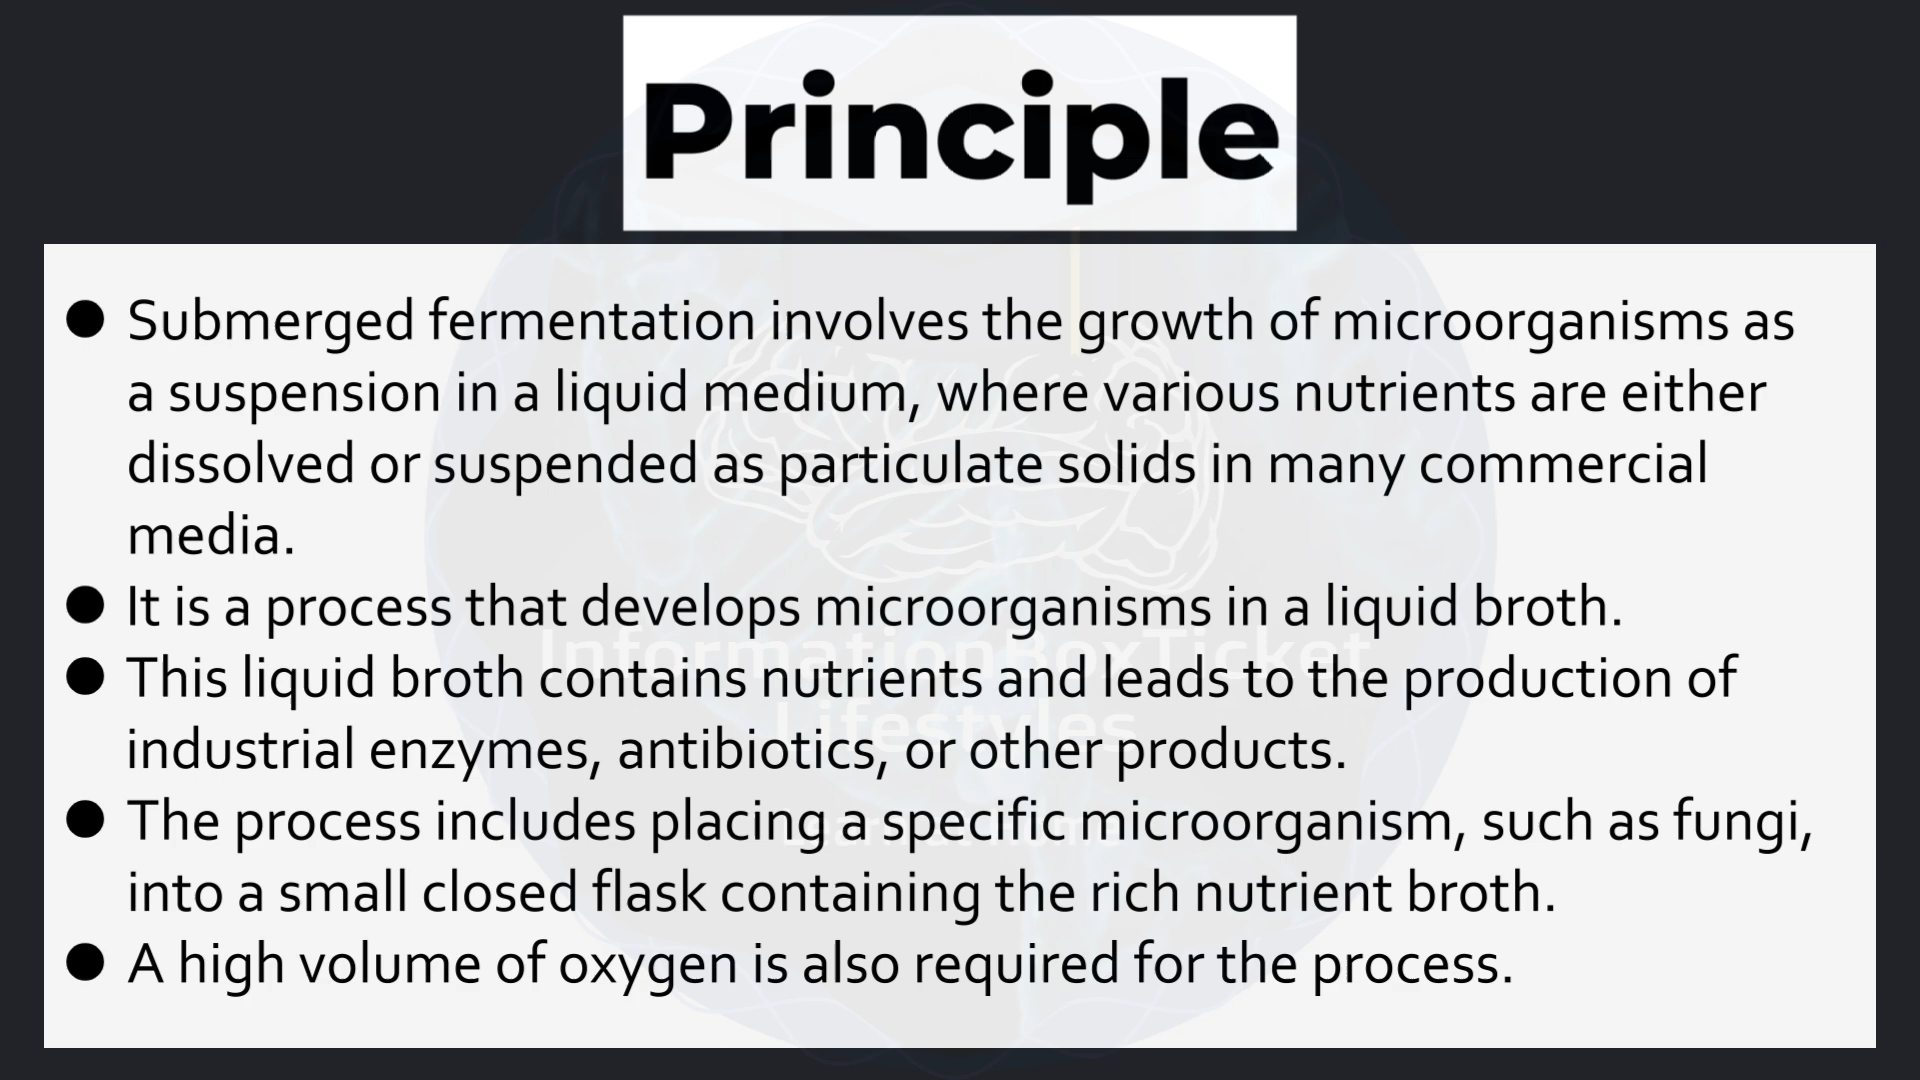 Principle
● Submerged fermentation involves the growth of microorganisms as
a suspension in a liquid medium, where various nutrients are either
dissolved or suspended as particulate solids in many commercial
media.
● It is a process that develops microorganisms in a liquid broth.
● This liquid broth contains nutrients and leads to the production of
industrial enzymes, antibiotics, or other products.
● The process includes placing a specific microorganism, such as fungi,
into a small closed flask containing the rich nutrient broth.
● A high volume of oxygen is also required for the process.
InformationBoxTicket
Lifestyles